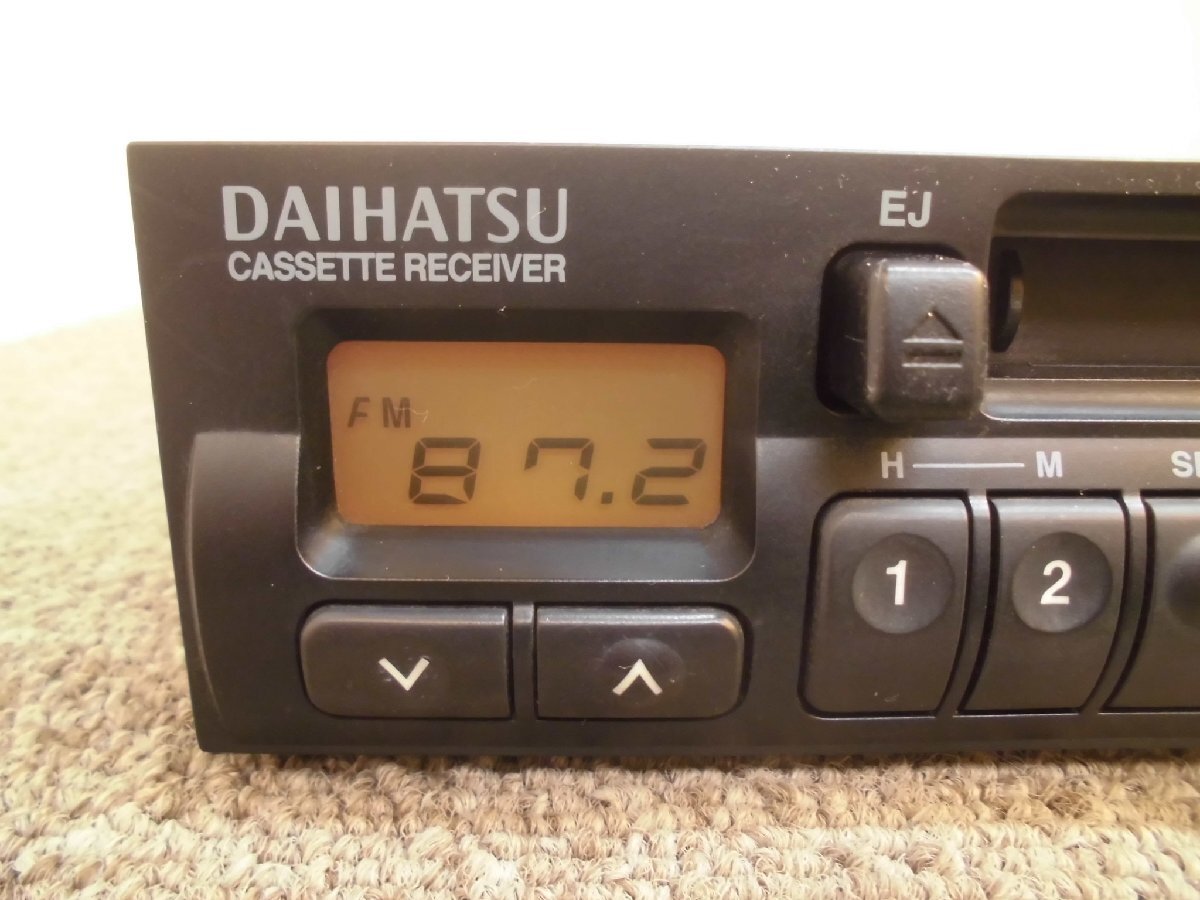 DAIHATSU
CASSETTE RECEIVER
EJ
FM
87.2
H M
1 2